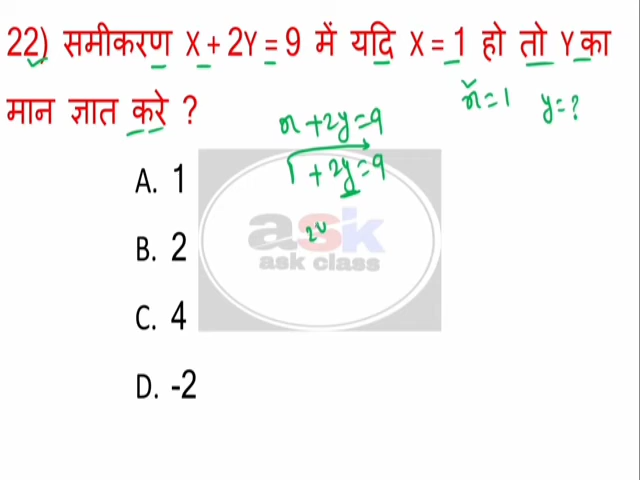 22) समीकरण X + 2Y = 9 में यदि X = 1 हो तो Y का
मान ज्ञात करे ?
x = 1 y = ?
x + 2y = 9
1 + 2y = 9
A. 1
2y
ask
B. 2
ask class
C. 4
D. -2